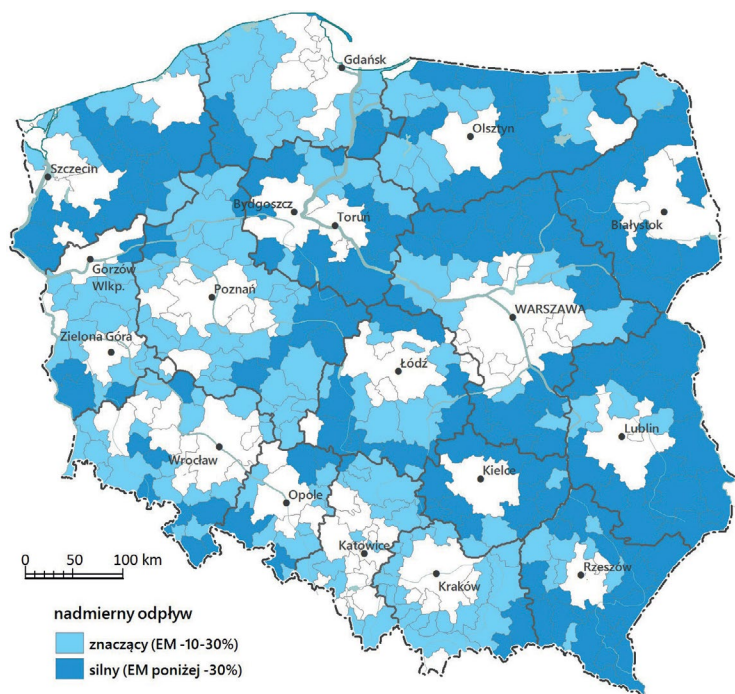 Gdańsk
Olsztyn
Szczecin
Bydgoszcz
Toruń
Białystok
Gorzów
Wlkp.
Poznań
WARSZAWA
Zielona Góra
Łódź
Lublin
Wrocław
Kielce
Opole
Katowice
Rzeszów
Kraków
0 50 100 km
nadmierny odpływ
znaczący (EM -10-30%)
silny (EM poniżej -30%)